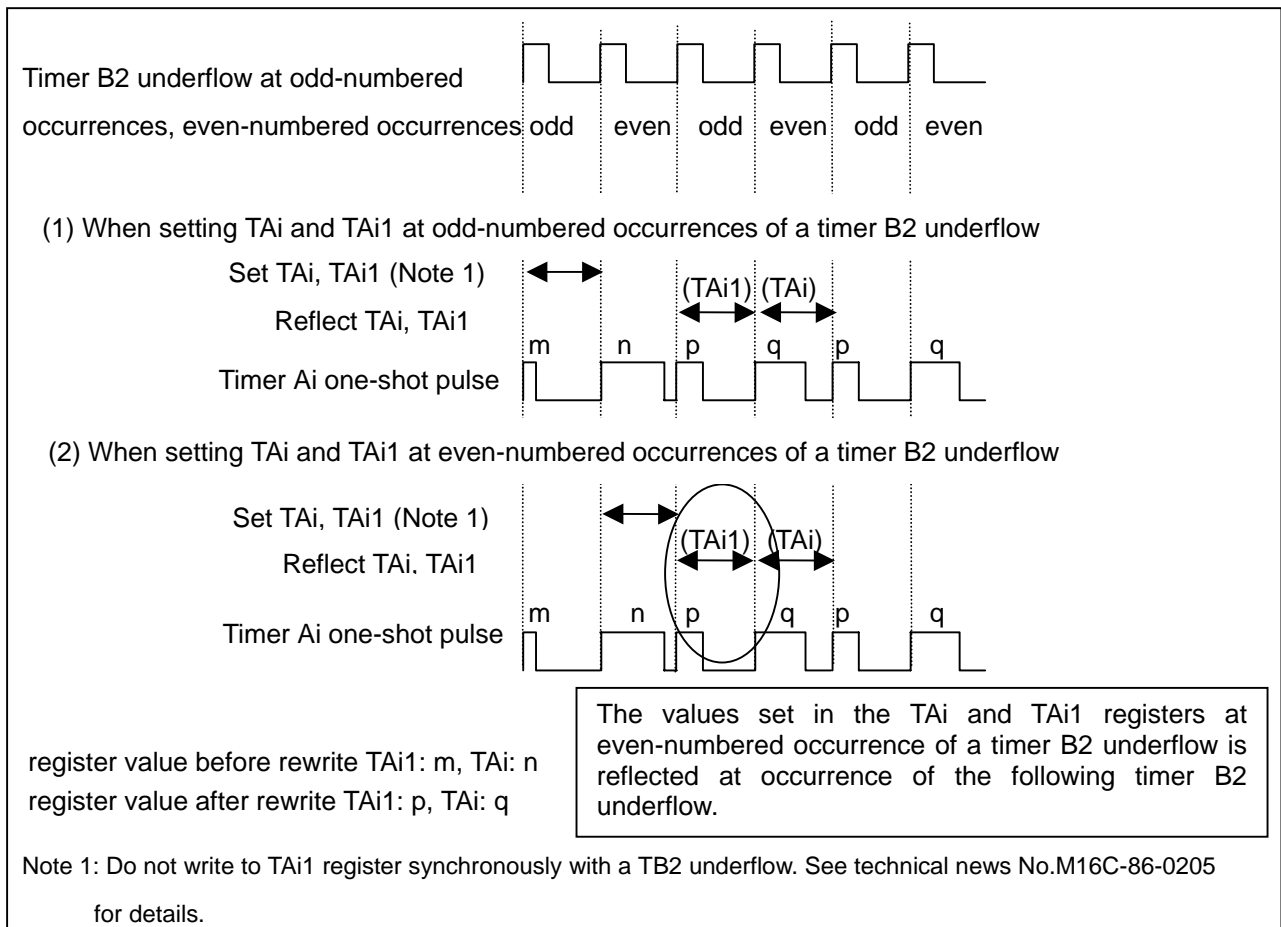 Timer B2 underflow at odd-numbered
occurrences, even-numbered occurrences odd even odd even odd even
(1) When setting TAi and TAi1 at odd-numbered occurrences of a timer B2 underflow
Set TAi, TAi1 (Note 1)
(TAi1) (TAi)
Reflect TAi, TAi1
m n p q p q
Timer Ai one-shot pulse
(2) When setting TAi and TAi1 at even-numbered occurrences of a timer B2 underflow
Set TAi, TAi1 (Note 1)
(TAi1) (TAi)
Reflect TAi, TAi1
m n p q p q
Timer Ai one-shot pulse
The values set in the TAi and TAi1 registers at
even-numbered occurrence of a timer B2 underflow is
reflected at occurrence of the following timer B2
underflow.
register value before rewrite TAi1: m, TAi: n
register value after rewrite TAi1: p, TAi: q
Note 1: Do not write to TAi1 register synchronously with a TB2 underflow. See technical news No.M16C-86-0205
for details.